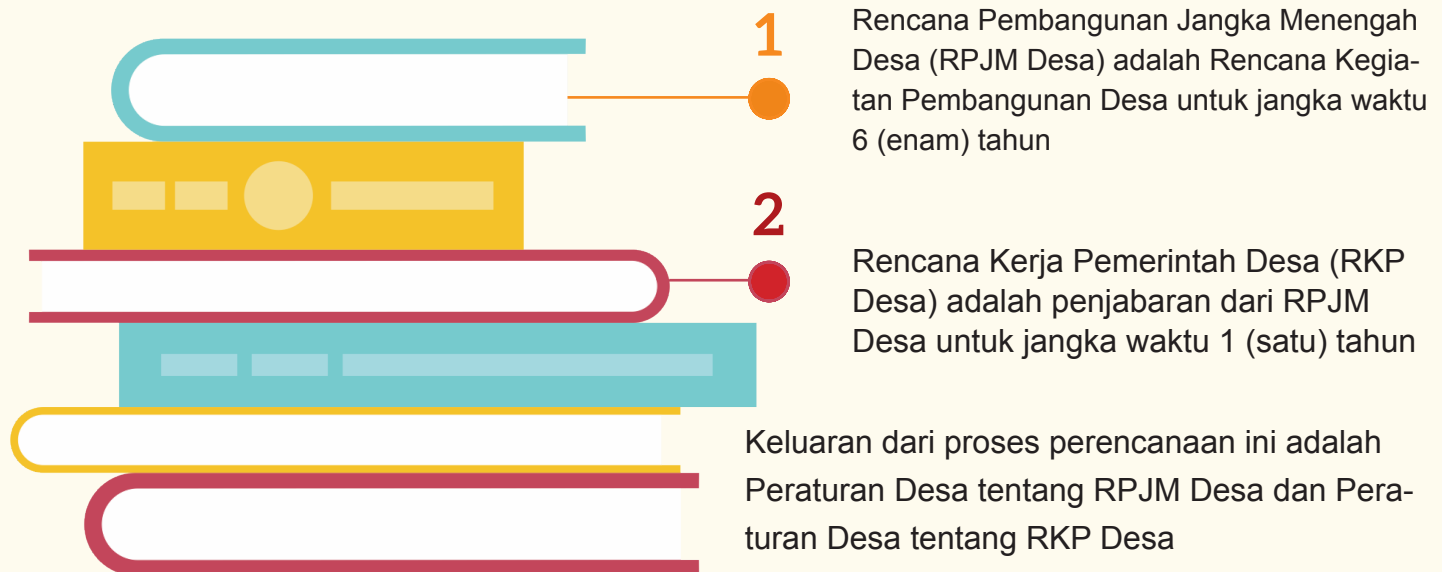 1
Rencana Pembangunan Jangka Menengah
Desa (RPJM Desa) adalah Rencana Kegia-
tan Pembangunan Desa untuk jangka waktu
6 (enam) tahun
2
Rencana Kerja Pemerintah Desa (RKP
Desa) adalah penjabaran dari RPJM
Desa untuk jangka waktu 1 (satu) tahun
Keluaran dari proses perencanaan ini adalah
Peraturan Desa tentang RPJM Desa dan Pera-
turan Desa tentang RKP Desa